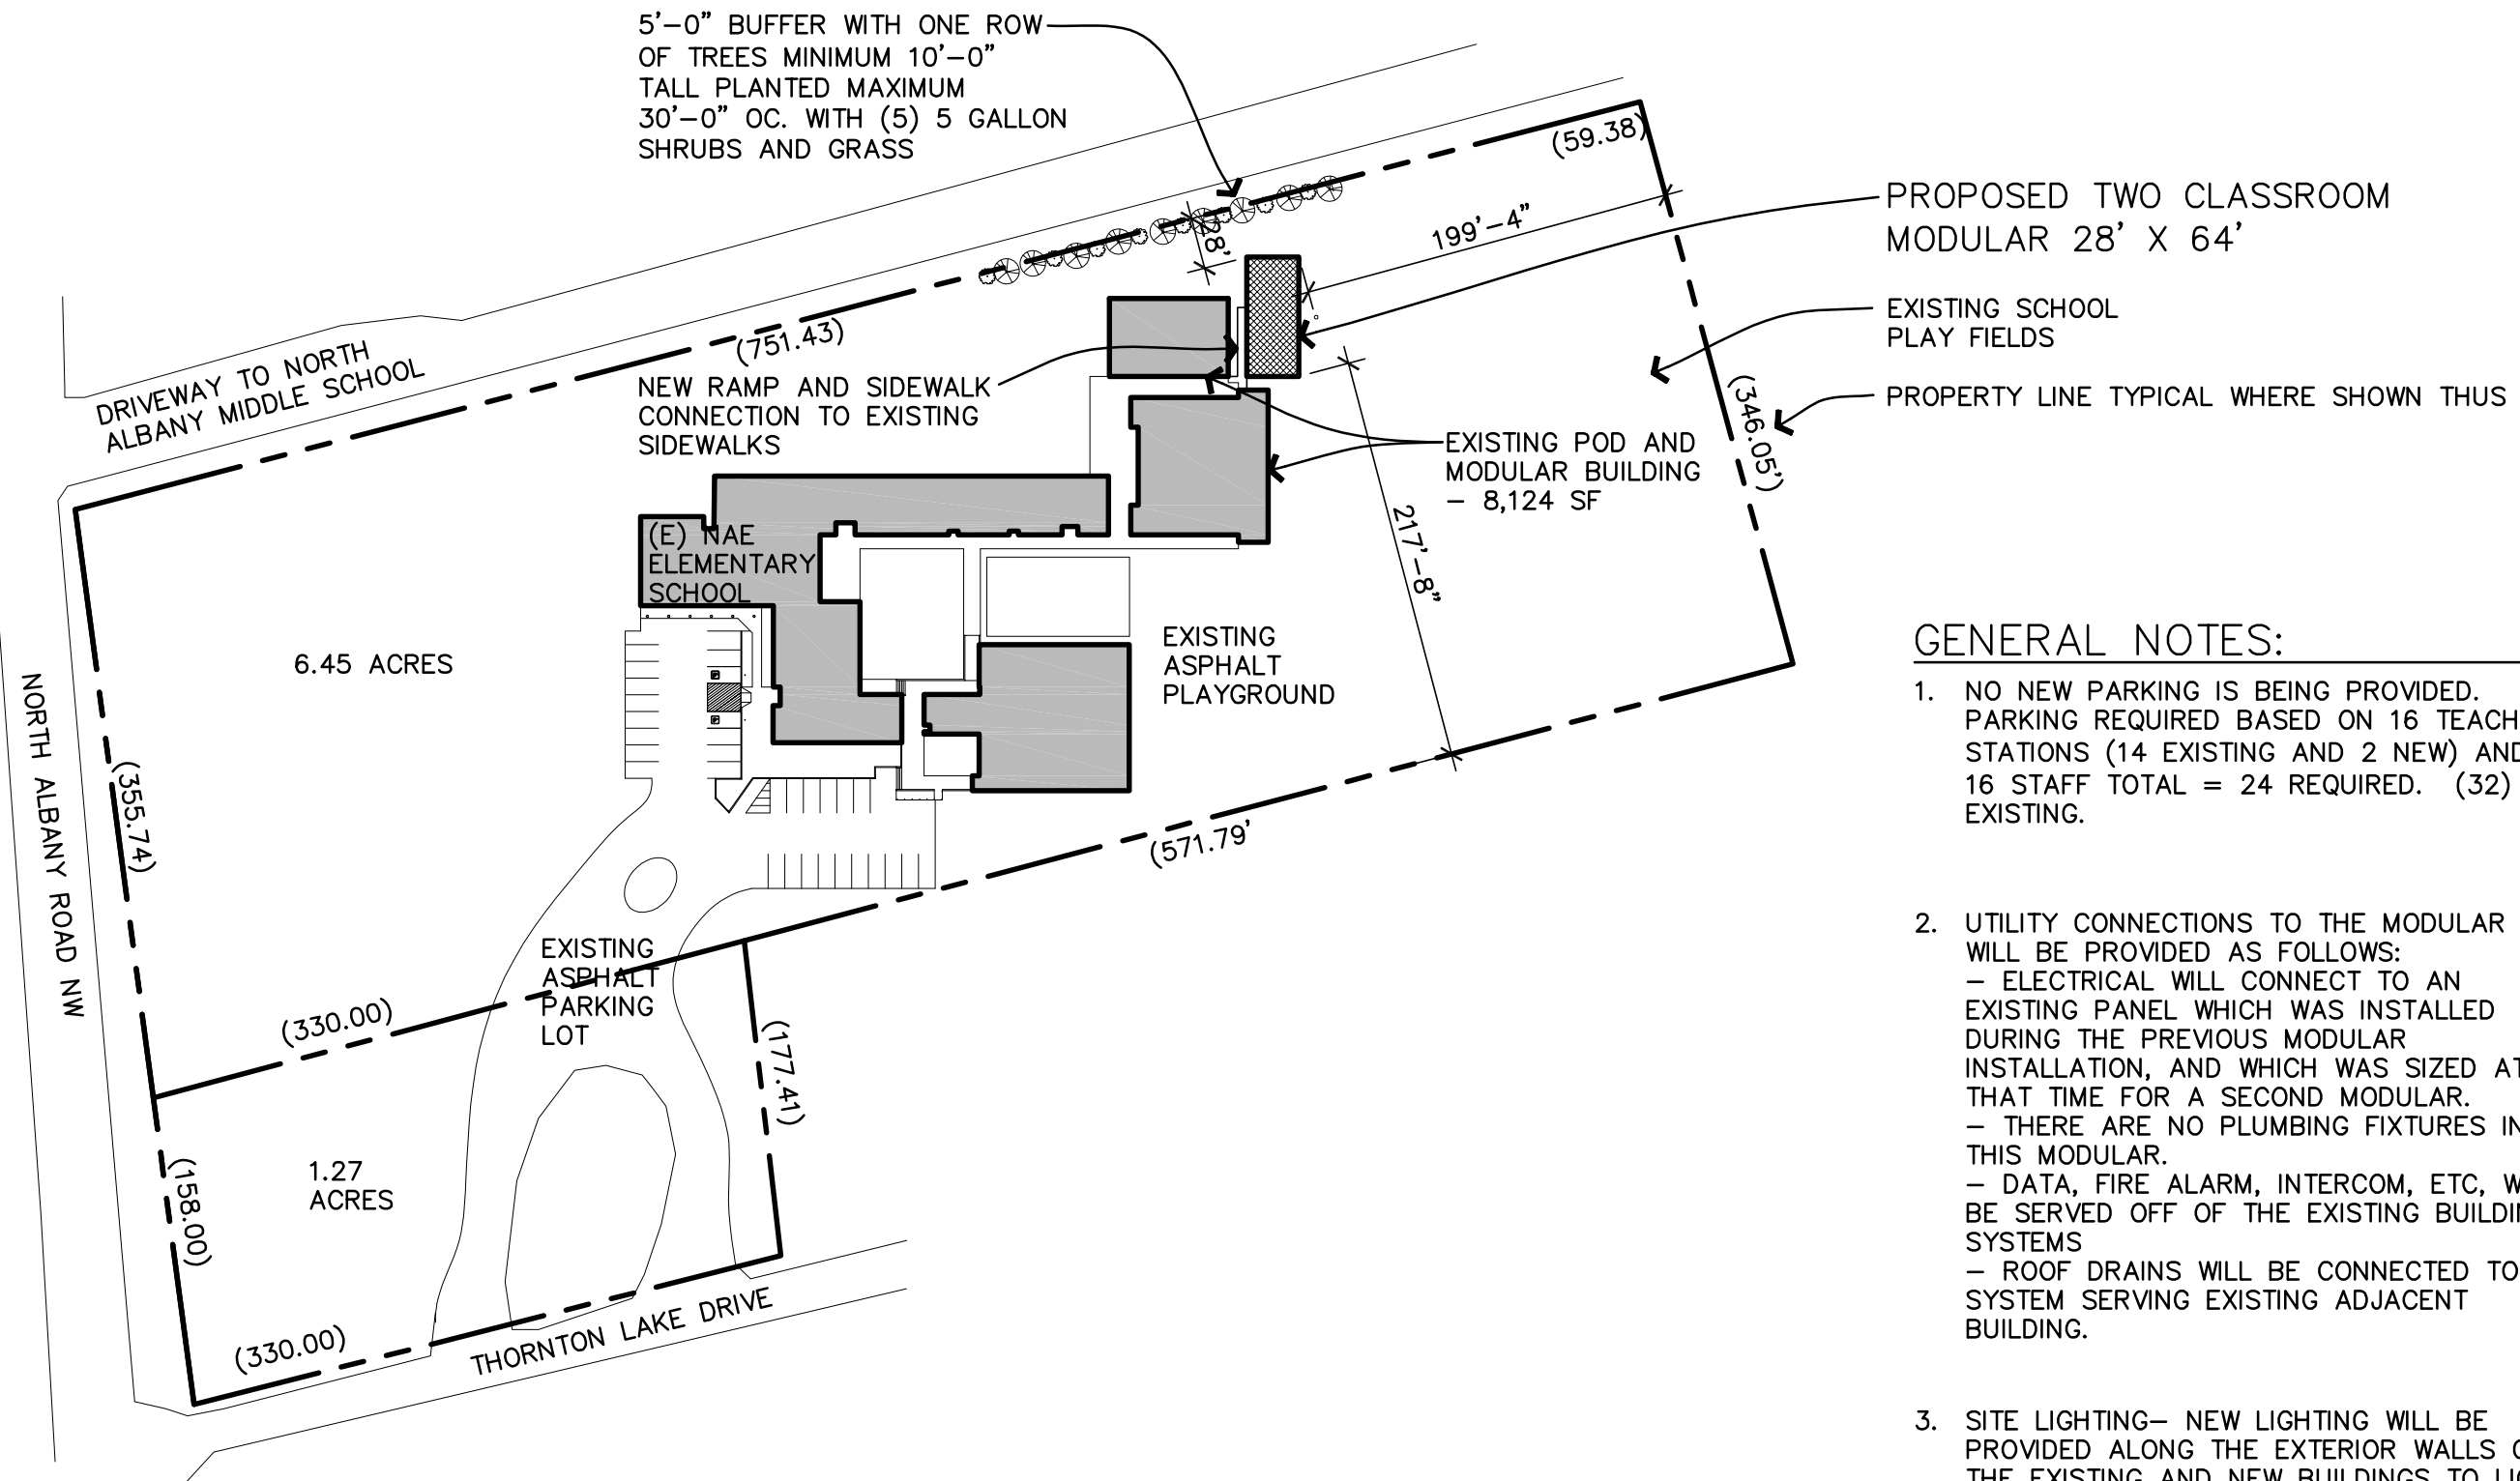 5'-0" BUFFER WITH ONE ROW
OF TREES MINIMUM 10'-0"
TALL PLANTED MAXIMUM
30'-0" OC. WITH (5) 5 GALLON
SHRUBS AND GRASS
(59.38)
199'-4"
PROPOSED TWO CLASSROOM
MODULAR 28' X 64'
EXISTING SCHOOL
PLAY FIELDS
PROPERTY LINE TYPICAL WHERE SHOWN THUS
(346.05')
(751.43)
DRIVEWAY TO NORTH
ALBANY MIDDLE SCHOOL
NEW RAMP AND SIDEWALK
CONNECTION TO EXISTING
SIDEWALKS
EXISTING POD AND
MODULAR BUILDING
- 8,124 SF
217'-8"
(E) NAE
ELEMENTARY
SCHOOL
6.45 ACRES
EXISTING
ASPHALT
PLAYGROUND
NORTH ALBANY ROAD NW
(355.74)
(571.79'
EXISTING
ASPHALT
PARKING
LOT
(330.00)
(177.41)
1.27
ACRES
(158.00)
(330.00)
THORNTON LAKE DRIVE
GENERAL NOTES:
1. NO NEW PARKING IS BEING PROVIDED.
PARKING REQUIRED BASED ON 16 TEACH
STATIONS (14 EXISTING AND 2 NEW) AND
16 STAFF TOTAL = 24 REQUIRED. (32)
EXISTING.
2. UTILITY CONNECTIONS TO THE MODULAR
WILL BE PROVIDED AS FOLLOWS:
- ELECTRICAL WILL CONNECT TO AN
EXISTING PANEL WHICH WAS INSTALLED
DURING THE PREVIOUS MODULAR
INSTALLATION, AND WHICH WAS SIZED AT
THAT TIME FOR A SECOND MODULAR.
- THERE ARE NO PLUMBING FIXTURES IN
THIS MODULAR.
- DATA, FIRE ALARM, INTERCOM, ETC, W
BE SERVED OFF OF THE EXISTING BUILDIN
SYSTEMS
- ROOF DRAINS WILL BE CONNECTED TO
SYSTEM SERVING EXISTING ADJACENT
BUILDING.
3. SITE LIGHTING- NEW LIGHTING WILL BE
PROVIDED ALONG THE EXTERIOR WALLS
THE EXISTING AND NEW BUILDINGS TO